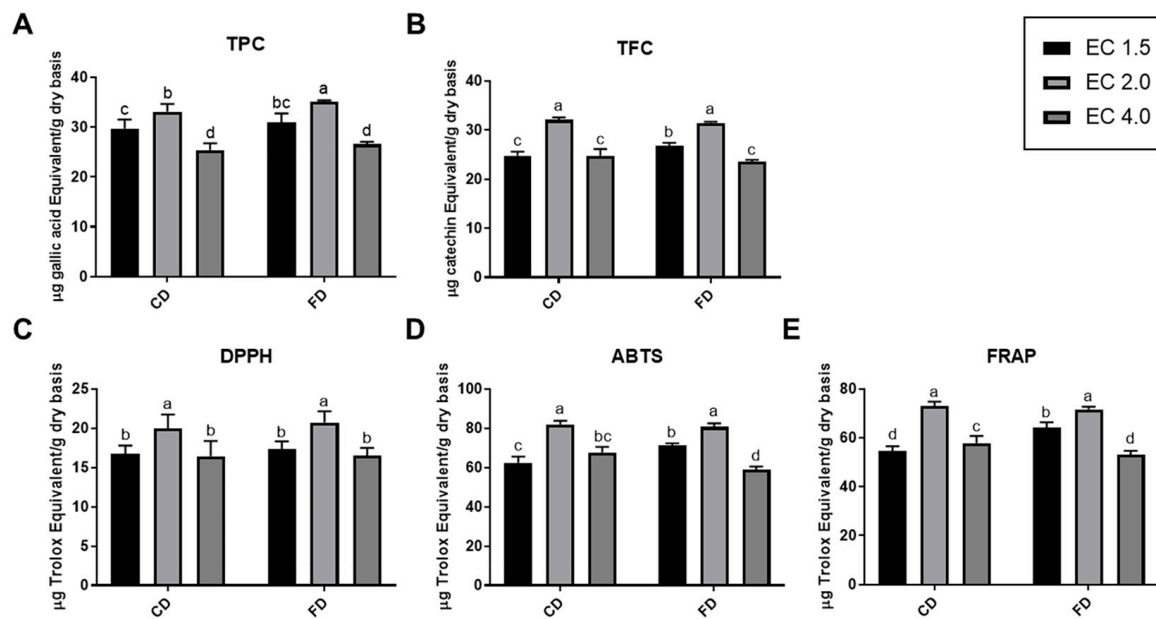 A
TPC
μg gallic acid Equivalent/g dry basis
40
30
20
10
0
c
b
d
bc
a
d
CD
FD
B
TFC
μg catechin Equivalent/g dry basis
40
30
20
10
0
c
a
c
b
a
c
CD
FD
EC 1.5
EC 2.0
EC 4.0
C
DPPH
μg Trolox Equivalent/g dry basis
25
20
15
10
5
0
b
a
b
b
a
b
CD
FD
D
ABTS
μg Trolox Equivalent/g dry basis
100
80
60
40
20
0
c
a
bc
b
a
d
CD
FD
E
FRAP
μg Trolox Equivalent/g dry basis
80
60
40
20
0
d
a
c
b
a
d
CD
FD